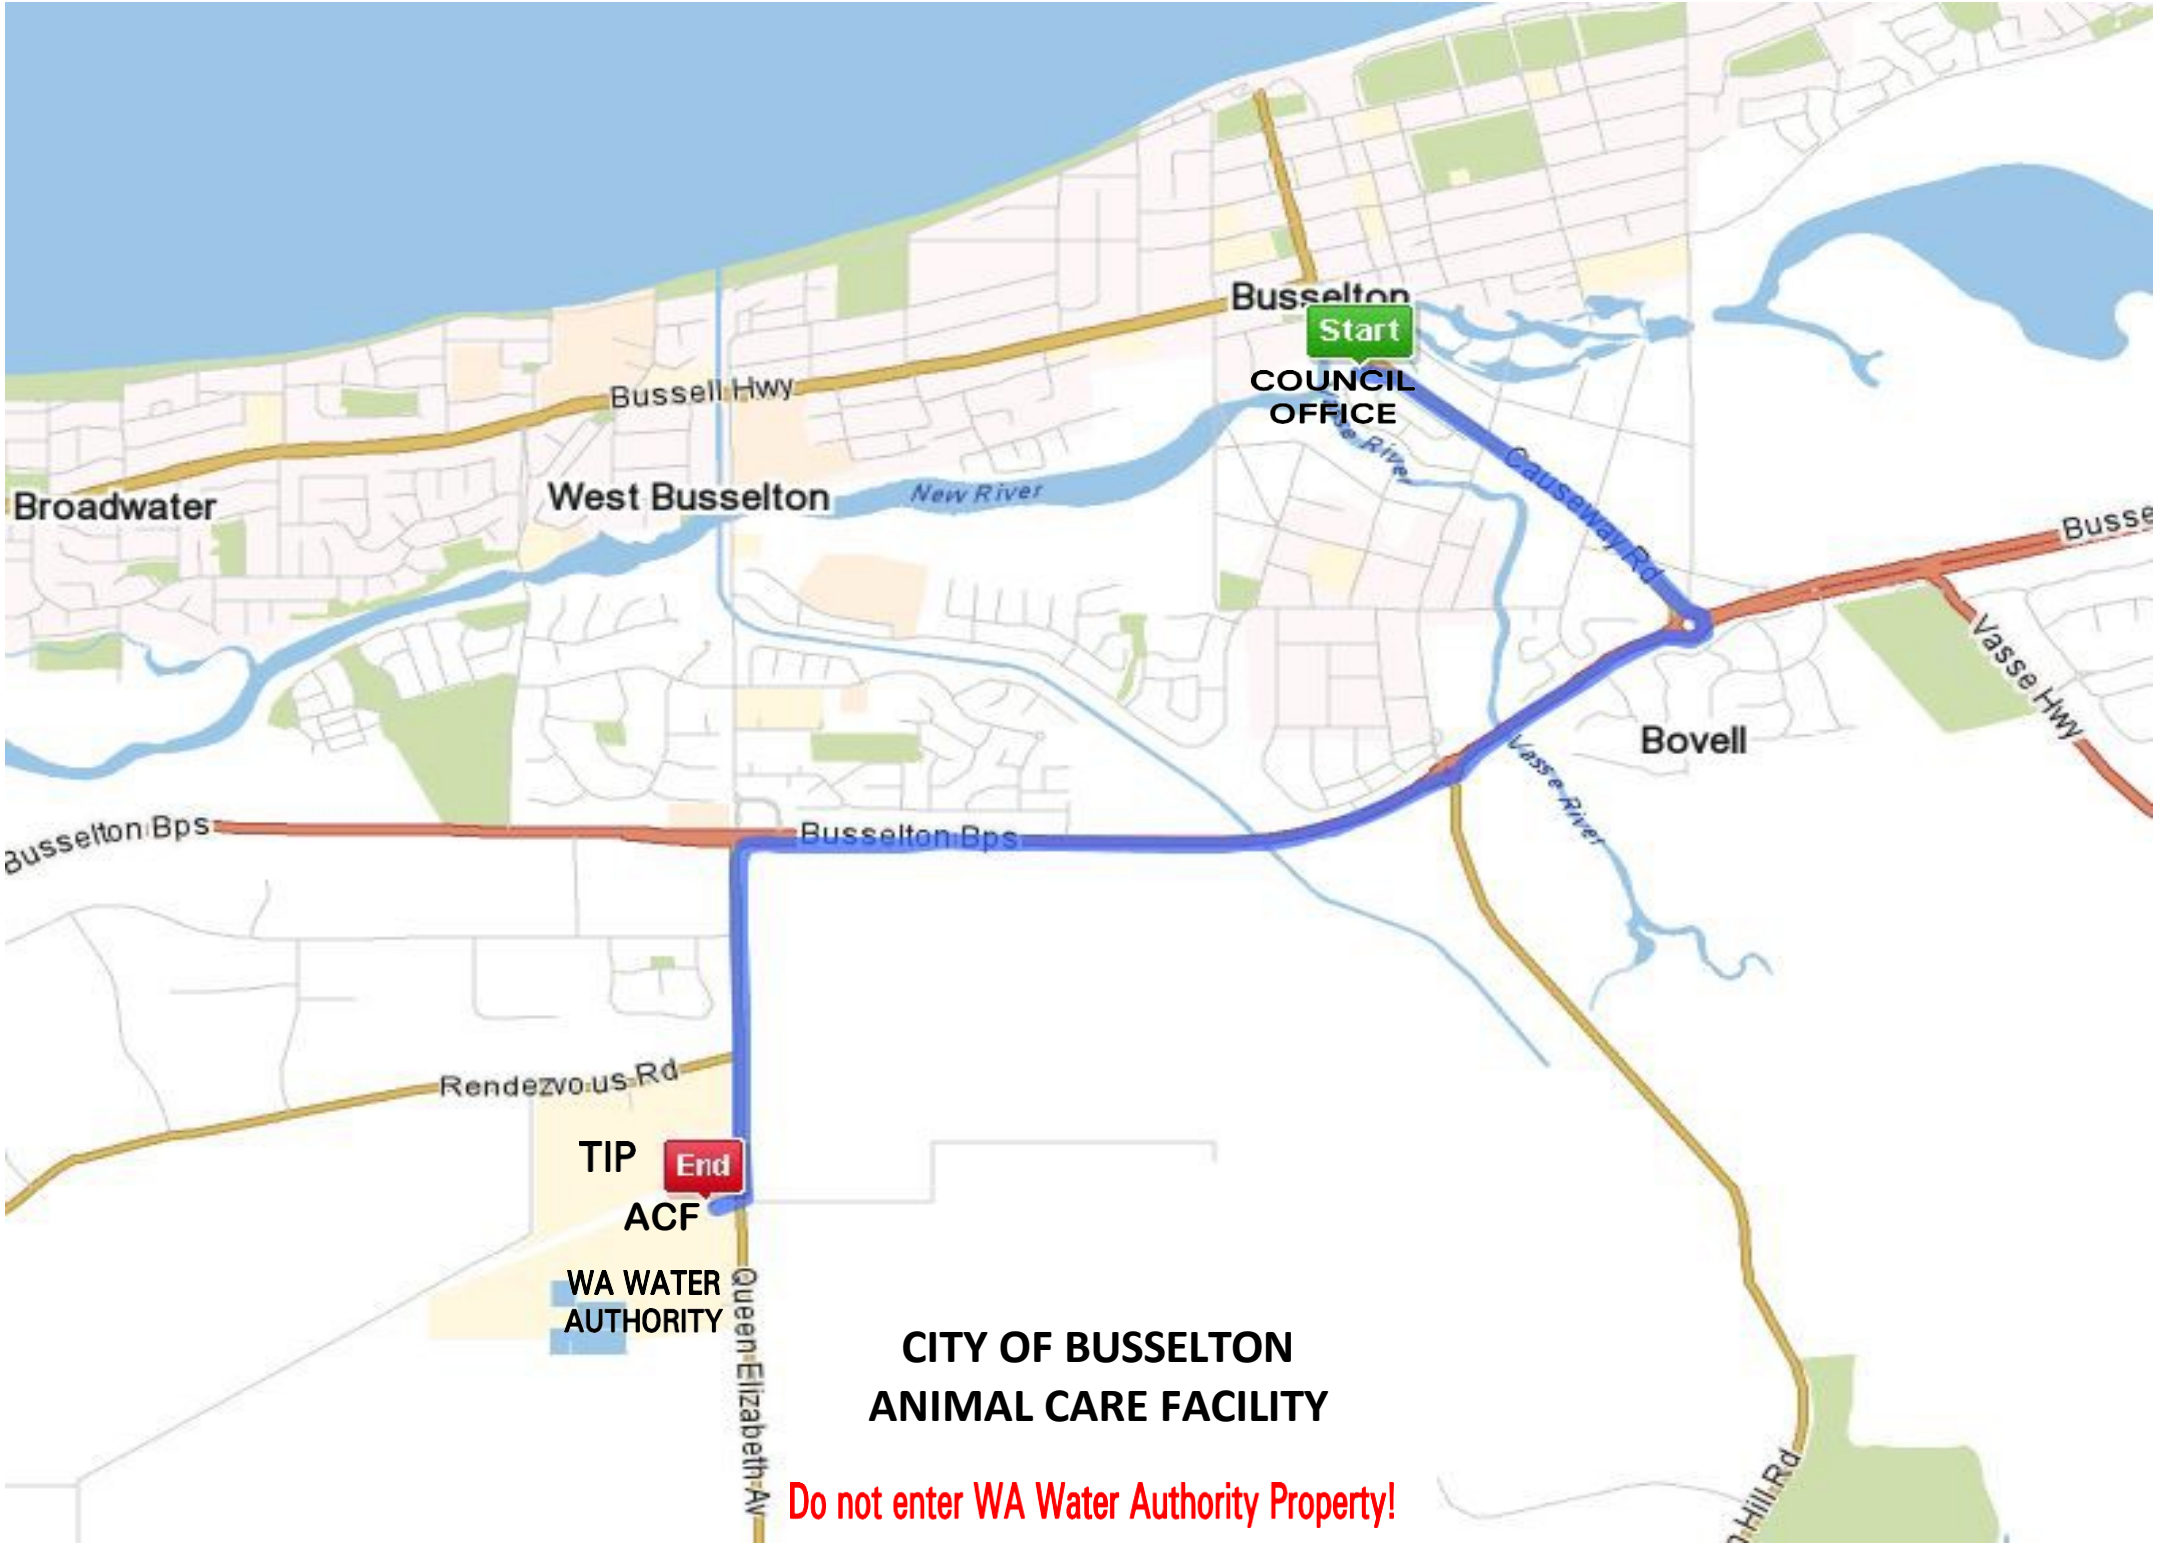 Busselton
Start
COUNCIL
OFFICE
Bussell Hwy
Broadwater
West Busselton
New River
River
Causeway Rd
Busse
Vasse Hwy
Bovell
Vasse River
Busselton Bps
Busselton Bps
Rendezvous Rd
TIP
End
ACF
WA WATER
AUTHORITY
Queen Elizabeth Av
CITY OF BUSSELTON
ANIMAL CARE FACILITY
Do not enter WA Water Authority Property!
Hill Rd